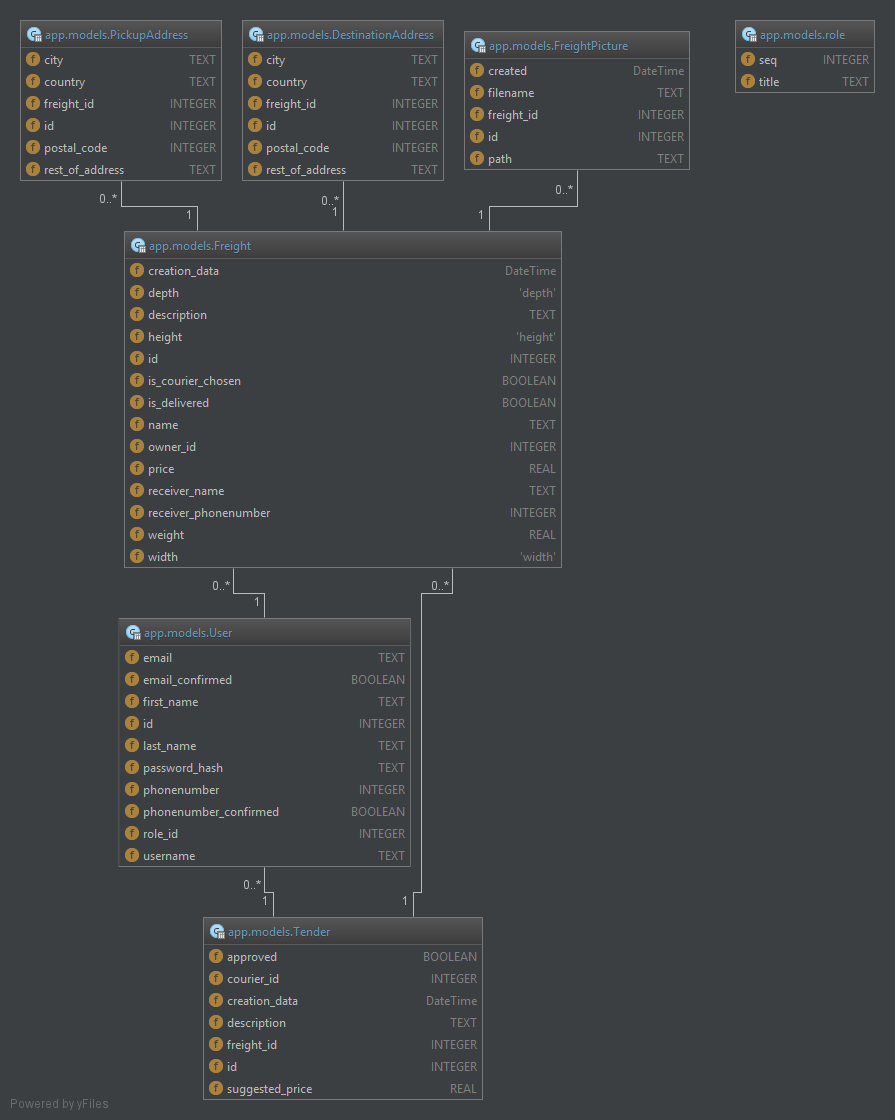 app.models.PickupAddress
city TEXT
country TEXT
freight_id INTEGER
id INTEGER
postal_code INTEGER
rest_of_address TEXT
app.models.DestinationAddress
city TEXT
country TEXT
freight_id INTEGER
id INTEGER
postal_code INTEGER
rest_of_address TEXT
app.models.FreightPicture
created DateTime
filename TEXT
freight_id INTEGER
id INTEGER
path TEXT
app.models.role
seq INTEGER
title TEXT
0..*
1
0..*
1
0..*
1
app.models.Freight
creation_data DateTime
depth 'depth'
description TEXT
height 'height'
id INTEGER
is_courier_chosen BOOLEAN
is_delivered BOOLEAN
name TEXT
owner_id INTEGER
price REAL
receiver_name TEXT
receiver_phonenumber INTEGER
weight REAL
width 'width'
0..*
1
0..*
app.models.User
email TEXT
email_confirmed BOOLEAN
first_name TEXT
id INTEGER
last_name TEXT
password_hash TEXT
phonenumber INTEGER
phonenumber_confirmed BOOLEAN
role_id INTEGER
username TEXT
0..*
1
1
app.models.Tender
approved BOOLEAN
courier_id INTEGER
creation_data DateTime
description TEXT
freight_id INTEGER
id INTEGER
suggested_price REAL
Powered by yFiles